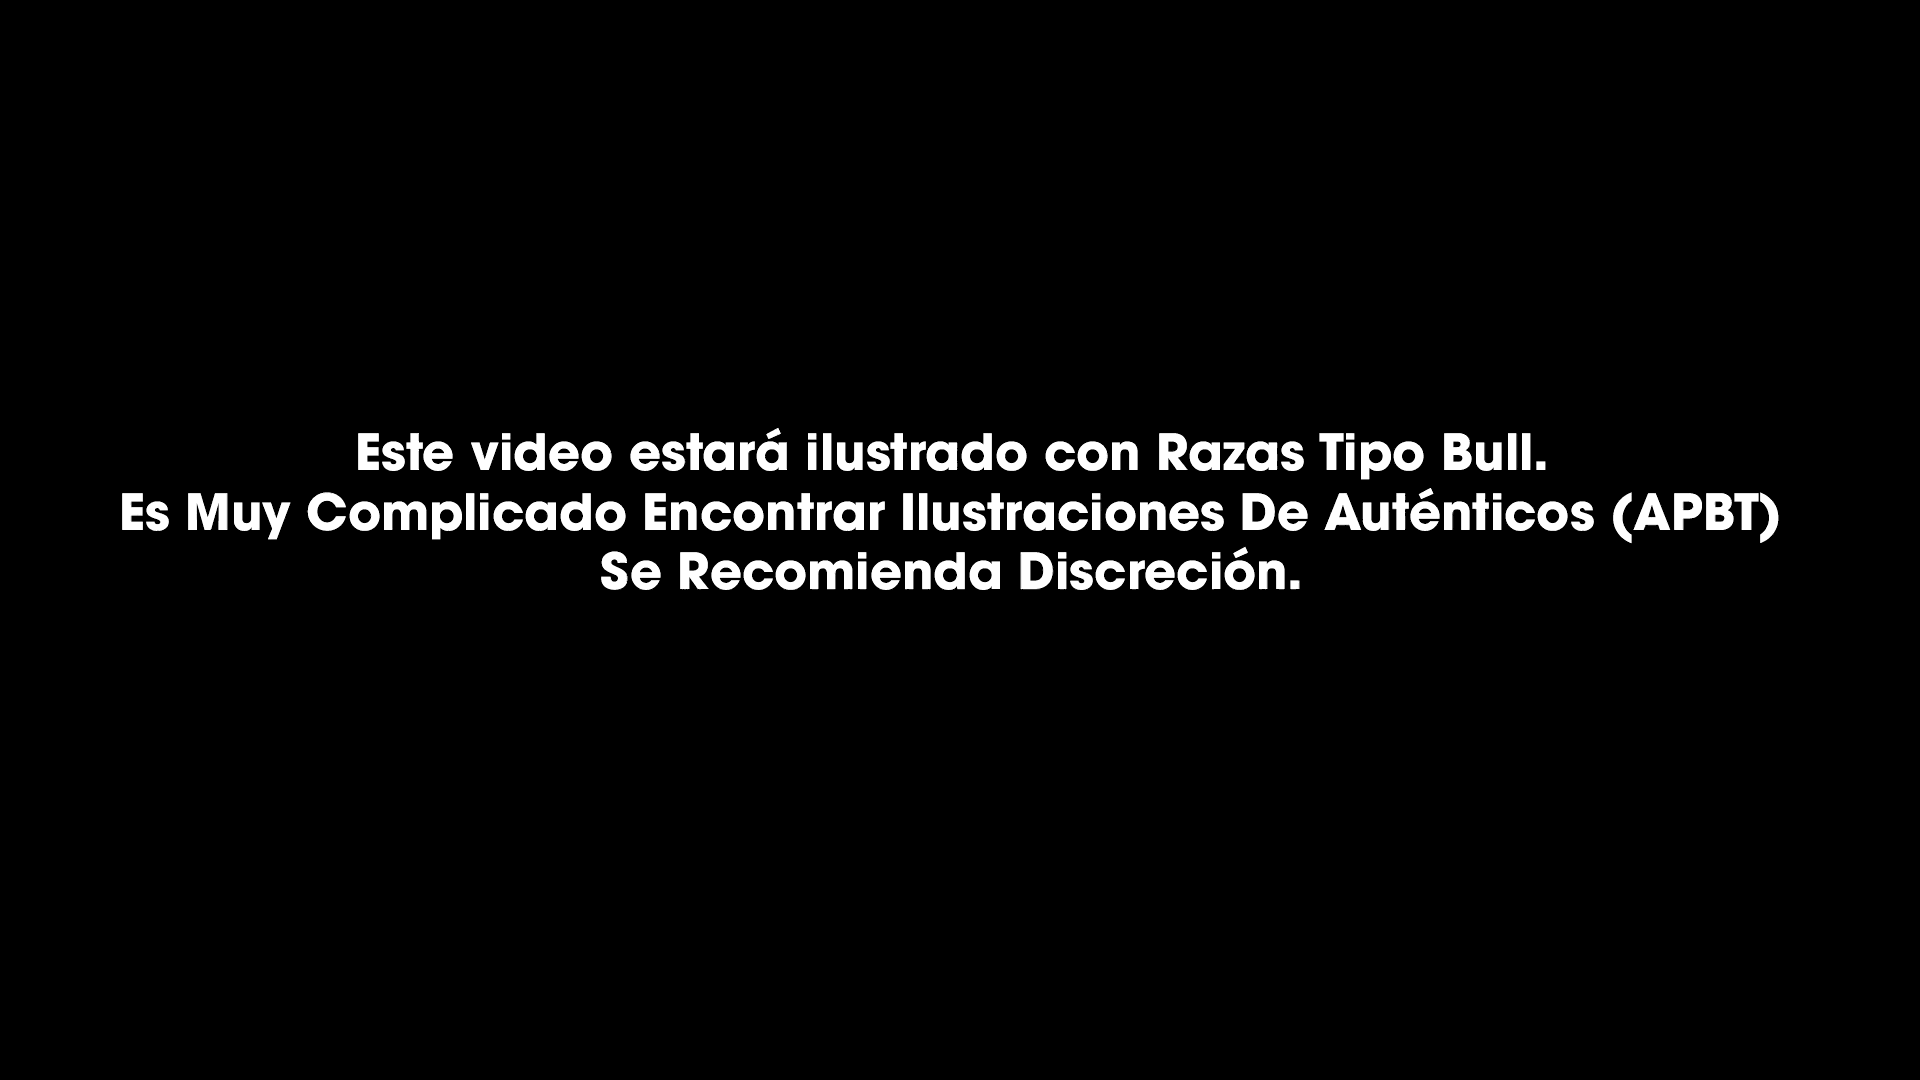 Este video estará ilustrado con Razas Tipo Bull.
Es Muy Complicado Encontrar Ilustraciones De Auténticos (APBT)
Se Recomienda Discreción.